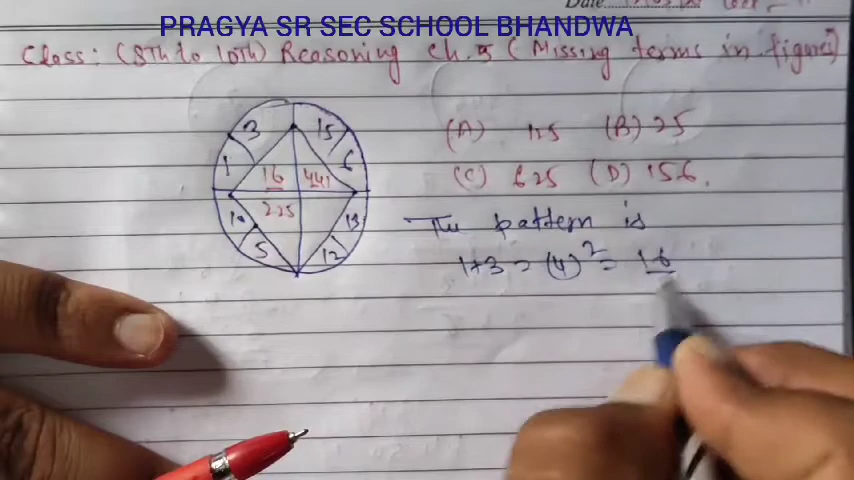 Date
PRAGYA SR SEC SCHOOL BHANDWA
Class: (8th to 10th) Reasoning Ch. 5 (Missing terms in figures)
3 15
1 6
16 441
225
10 13
5 12
(A) 125 (B) 25
(C) 625 (D) 156.
The pattern is
1+3 = (4)² = 16